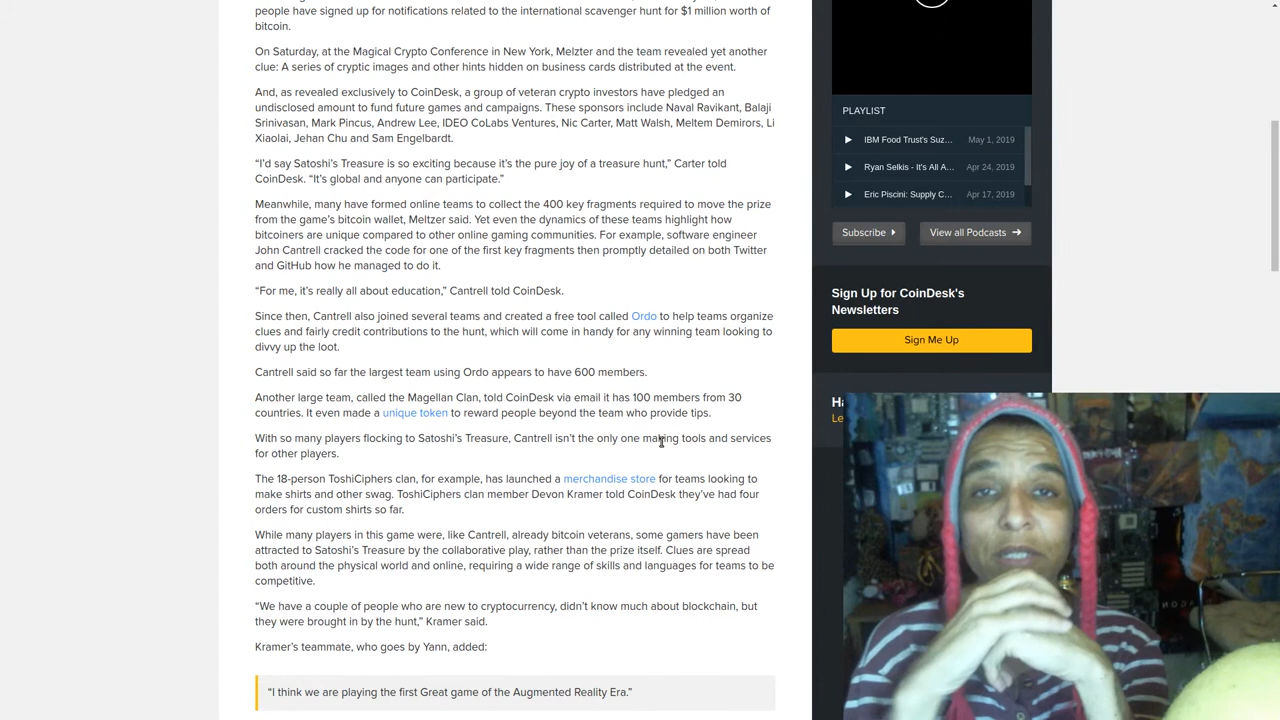 people have signed up for notifications related to the international scavenger hunt for $1 million worth of
bitcoin.
On Saturday, at the Magical Crypto Conference in New York, Melzter and the team revealed yet another
clue: A series of cryptic images and other hints hidden on business cards distributed at the event.
And, as revealed exclusively to CoinDesk, a group of veteran crypto investors have pledged an
undisclosed amount to fund future games and campaigns. These sponsors include Naval Ravikant, Balaji
Srinivasan, Mark Pincus, Andrew Lee, IDEO CoLabs Ventures, Nic Carter, Matt Walsh, Meltem Demirors, Li
Xiaolai, Jehan Chu and Sam Engelbardt.
“I’d say Satoshi’s Treasure is so exciting because it’s the pure joy of a treasure hunt,” Carter told
CoinDesk. “It’s global and anyone can participate.”
Meanwhile, many have formed online teams to collect the 400 key fragments required to move the prize
from the game’s bitcoin wallet, Meltzer said. Yet even the dynamics of these teams highlight how
bitcoiners are unique compared to other online gaming communities. For example, software engineer
John Cantrell cracked the code for one of the first key fragments then promptly detailed on both Twitter
and GitHub how he managed to do it.
“For me, it’s really all about education,” Cantrell told CoinDesk.
Since then, Cantrell also joined several teams and created a free tool called Ordo to help teams organize
clues and fairly credit contributions to the hunt, which will come in handy for any winning team looking to
divvy up the loot.
Cantrell said so far the largest team using Ordo appears to have 600 members.
Another large team, called the Magellan Clan, told CoinDesk via email it has 100 members from 30
countries. It even made a unique token to reward people beyond the team who provide tips.
With so many players flocking to Satoshi’s Treasure, Cantrell isn’t the only one making tools and services
for other players.
The 18-person ToshiCiphers clan, for example, has launched a merchandise store for teams looking to
make shirts and other swag. ToshiCiphers clan member Devon Kramer told CoinDesk they’ve had four
orders for custom shirts so far.
While many players in this game were, like Cantrell, already bitcoin veterans, some gamers have been
attracted to Satoshi’s Treasure by the collaborative play, rather than the prize itself. Clues are spread
both around the physical world and online, requiring a wide range of skills and languages for teams to be
competitive.
“We have a couple of people who are new to cryptocurrency, didn’t know much about blockchain, but
they were brought in by the hunt,” Kramer said.
Kramer’s teammate, who goes by Yann, added:
“I think we are playing the first Great game of the Augmented Reality Era.”
PLAYLIST
IBM Food Trust's Suz... May 1, 2019
Ryan Selkis - It's All A... Apr 24, 2019
Eric Piscini: Supply C... Apr 17, 2019
Subscribe
View all Podcasts
Sign Up for CoinDesk's
Newsletters
Sign Me Up